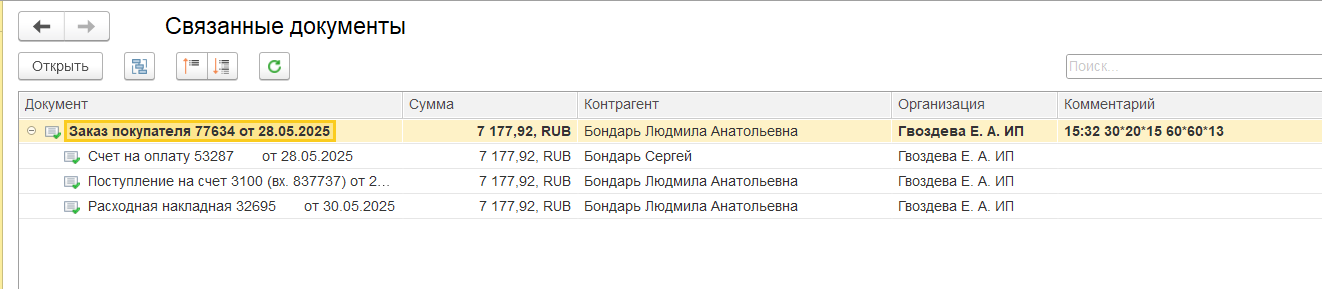 Связанные документы
Открыть
Поиск...
Документ Сумма Контрагент Организация Комментарий
Заказ покупателя 77634 от 28.05.2025 7 177,92, RUB Бондарь Людмила Анатольевна Гвоздева Е. А. ИП 15:32 30*20*15 60*60*13
Счет на оплату 53287 от 28.05.2025 7 177,92, RUB Бондарь Сергей Гвоздева Е. А. ИП
Поступление на счет 3100 (вх. 837737) от 2... 7 177,92, RUB Бондарь Людмила Анатольевна Гвоздева Е. А. ИП
Расходная накладная 32695 от 30.05.2025 7 177,92, RUB Бондарь Людмила Анатольевна Гвоздева Е. А. ИП